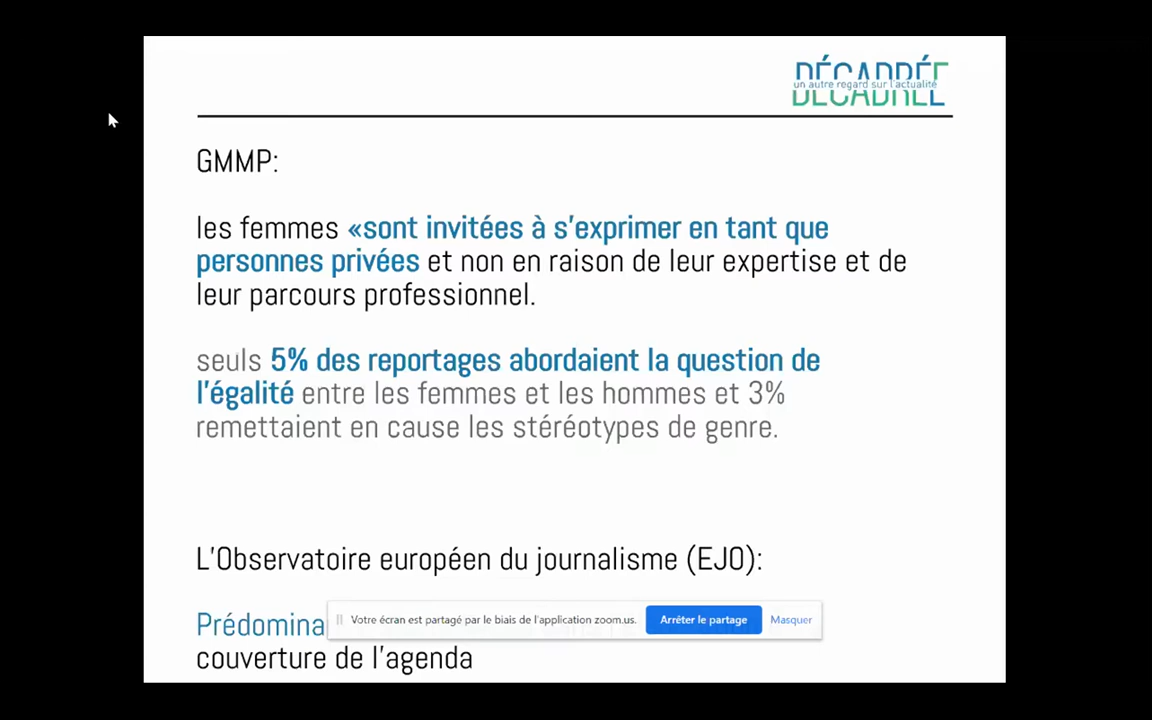 DÉCADRÉE
un autre regard sur l'actualité
GMMP:
les femmes «sont invitées à s'exprimer en tant que
personnes privées et non en raison de leur expertise et de
leur parcours professionnel.
seuls 5% des reportages abordaient la question de
l'égalité entre les femmes et les hommes et 3%
remettaient en cause les stéréotypes de genre.
L'Observatoire européen du journalisme (EJO):
Prédomina
Votre écran est partagé par le biais de l'application zoom.us. Arrêter le partage Masquer
couverture de l'agenda